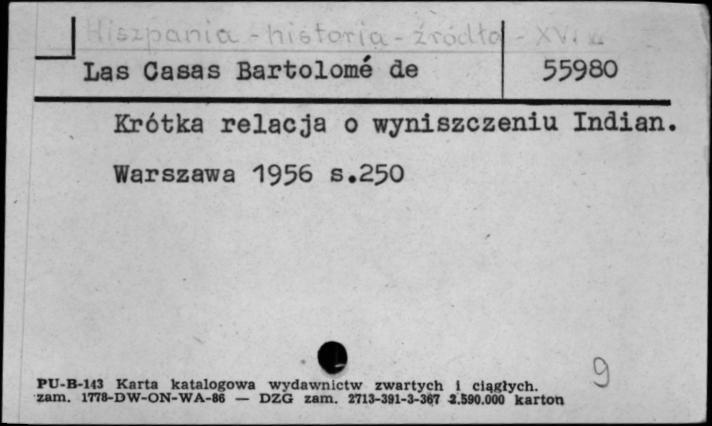 Hiszpania - historia - źródła - XVI w.
Las Casas Bartolomé de 55980
Krótka relacja o wyniszczeniu Indian.
Warszawa 1956 s.250
9
PU-B-143 Karta katalogowa wydawnictw zwartych i ciągłych.
zam. 1778-DW-ON-WA-86 — DZG zam. 2713-391-3-367 2.590.000 karton